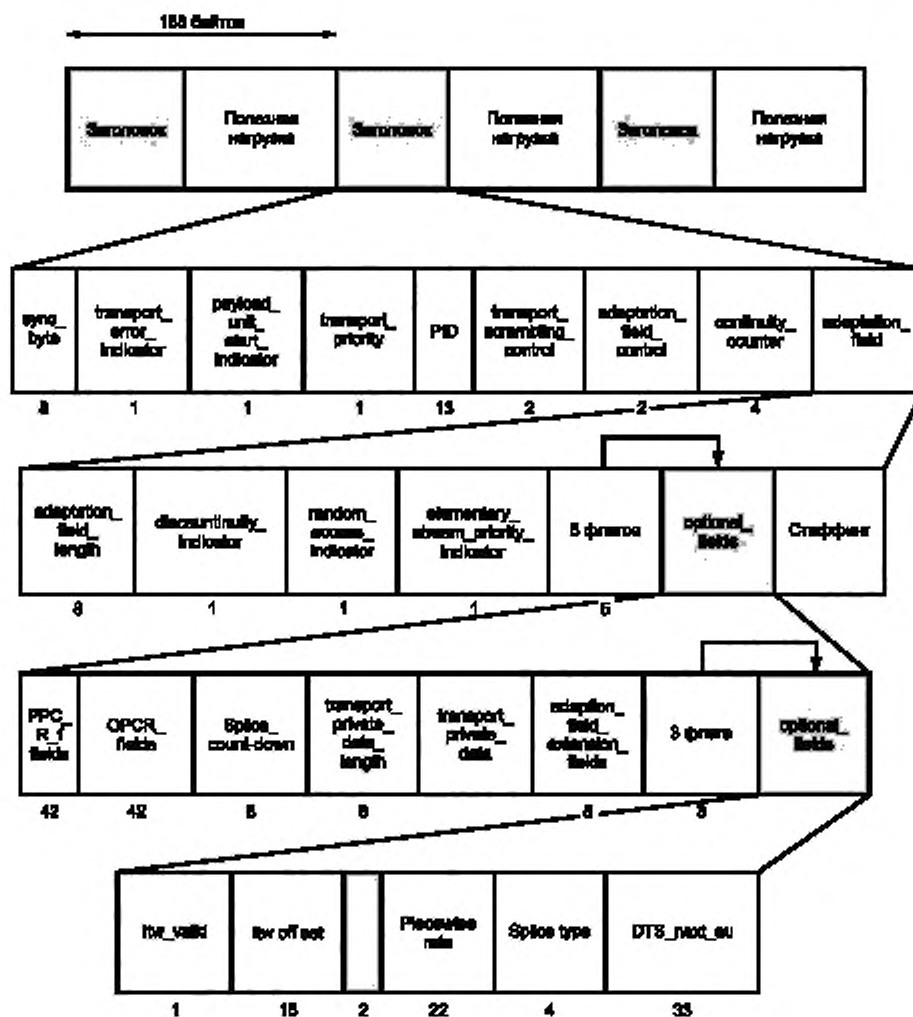 188 байтов
Заголовок
Полезная
нагрузка
Заголовок
Полезная
нагрузка
Заголовок
Полезная
нагрузка
sync_
byte
transport_
error_
indicator
payload_
unit_
start_
indicator
transport_
priority
PID
transport_
scrambling_
control
adaptation_
field_
control
continuity_
counter
adaptation_
field
8
1
1
1
13
2
2
4
adaptation_
field_
length
discountinuity_
indicator
random_
access_
indicator
elementary_
stream_priority_
indicator
5 флагов
optional_
fields
Стаффинг
8
1
1
1
5
PPC_
R_f
fields
OPCR_
fields
Splice_
count-down
transport_
private_
data_
length
transport_
private_
data
adaption_
field_
extension_
fields
3 флага
optional_
fields
42
42
8
8
8
3
ltw_valid
ltw off set
Piecewise
rate
Splice type
DTS_next_au
1
15
2
22
4
33